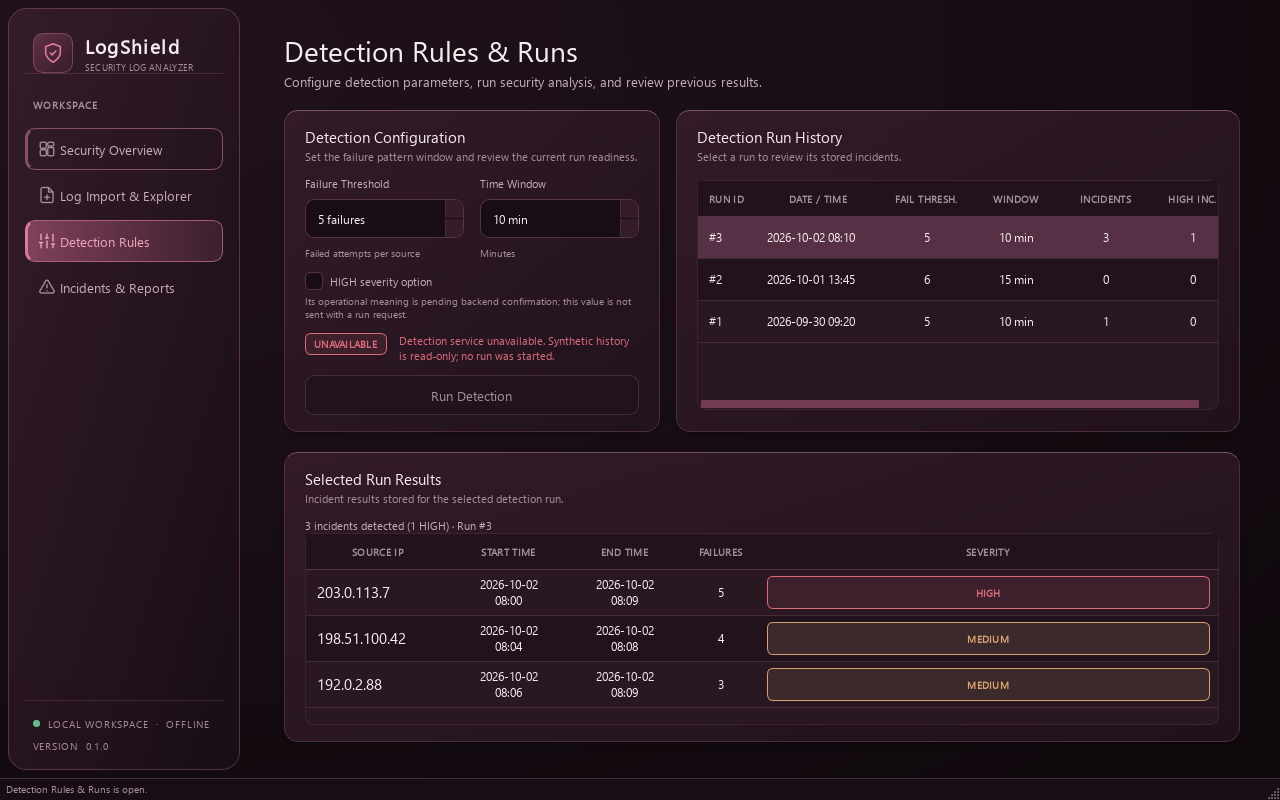 LogShield
SECURITY LOG ANALYZER
WORKSPACE
Security Overview
Log Import & Explorer
Detection Rules
Incidents & Reports
LOCAL WORKSPACE · OFFLINE
VERSION 0.1.0
Detection Rules & Runs
Configure detection parameters, run security analysis, and review previous results.
Detection Configuration
Set the failure pattern window and review the current run readiness.
Failure Threshold Time Window
5 failures 10 min
Failed attempts per source Minutes
HIGH severity option
Its operational meaning is pending backend confirmation; this value is not
sent with a run request.
UNAVAILABLE
Detection service unavailable. Synthetic history
is read-only; no run was started.
Run Detection
Detection Run History
Select a run to review its stored incidents.
RUN ID DATE / TIME FAIL THRESH. WINDOW INCIDENTS HIGH INC.
#3 2026-10-02 08:10 5 10 min 3 1
#2 2026-10-01 13:45 6 15 min 0 0
#1 2026-09-30 09:20 5 10 min 1 0
Selected Run Results
Incident results stored for the selected detection run.
3 incidents detected (1 HIGH) · Run #3
SOURCE IP START TIME END TIME FAILURES SEVERITY
203.0.113.7 2026-10-02 08:00 2026-10-02 08:09 5 HIGH
198.51.100.42 2026-10-02 08:04 2026-10-02 08:08 4 MEDIUM
192.0.2.88 2026-10-02 08:06 2026-10-02 08:09 3 MEDIUM
Detection Rules & Runs is open.